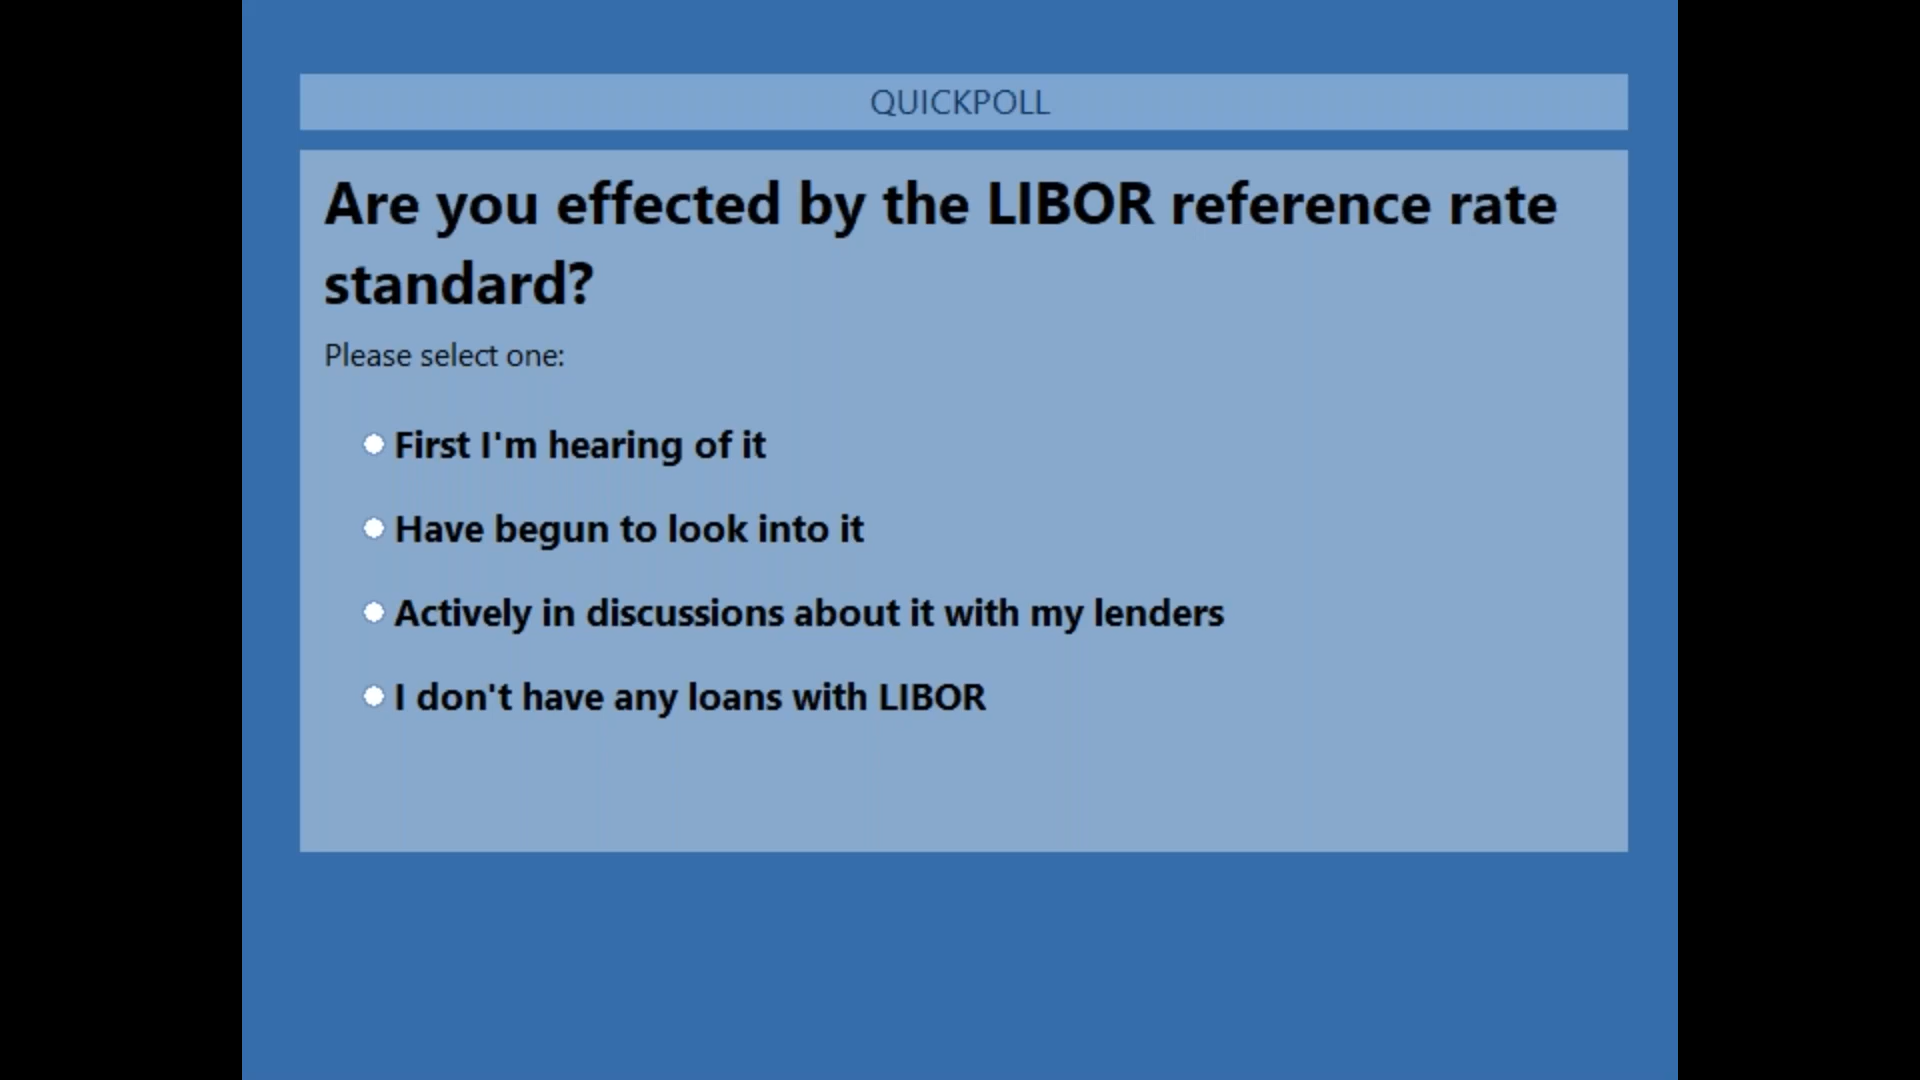 QUICKPOLL
Are you effected by the LIBOR reference rate
standard?
Please select one:
First I'm hearing of it
Have begun to look into it
Actively in discussions about it with my lenders
I don't have any loans with LIBOR